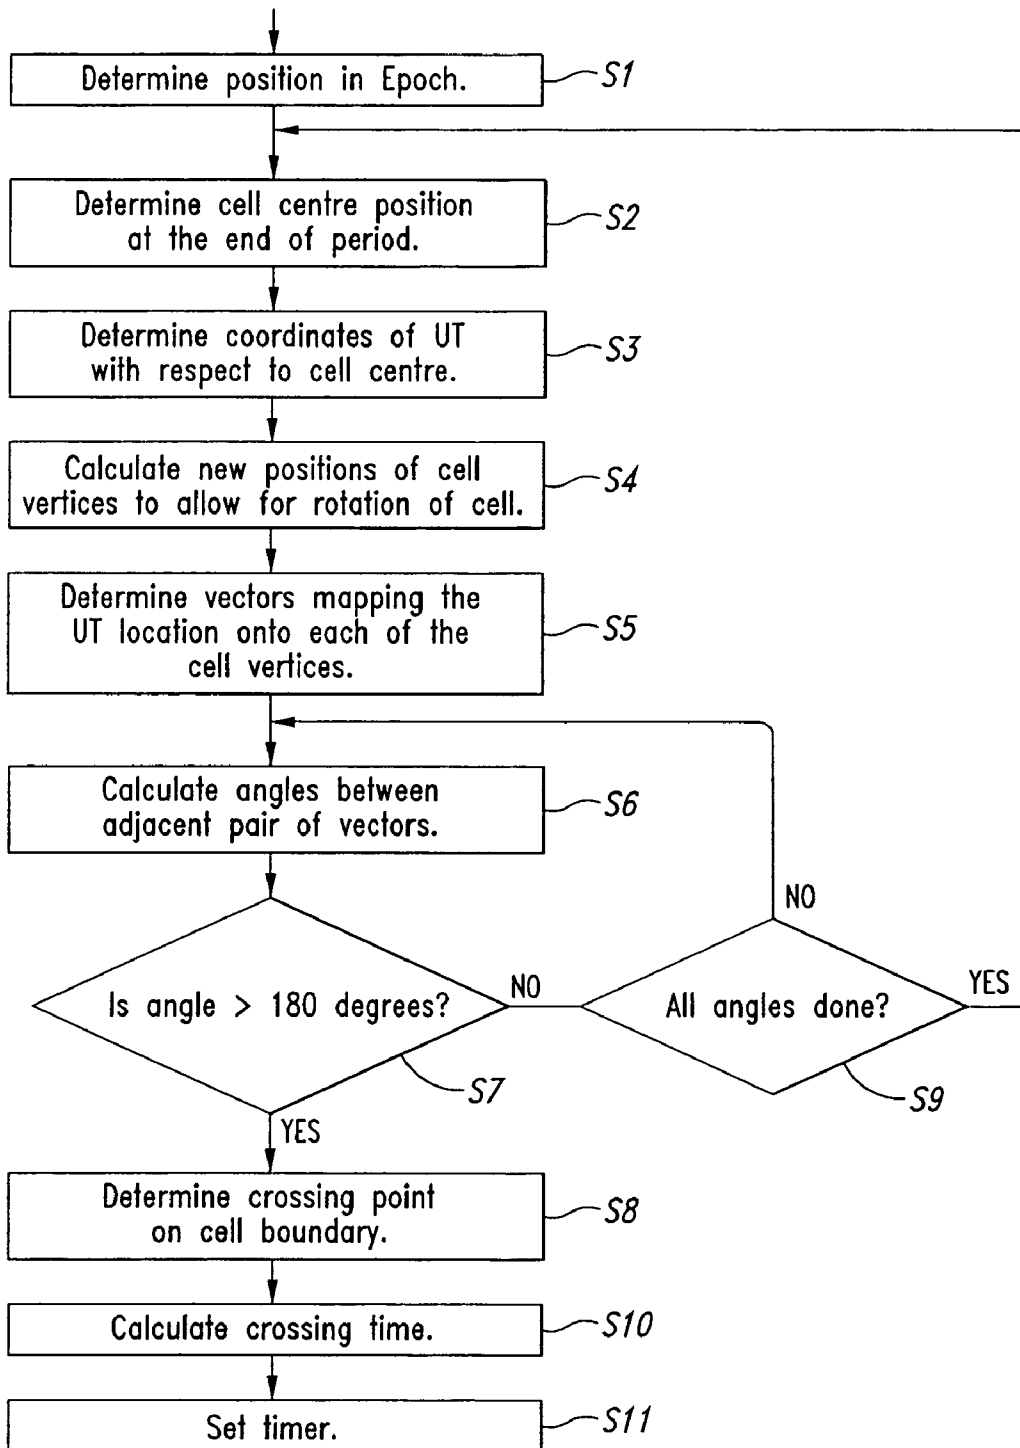 Determine position in Epoch.
S1
Determine cell centre position
at the end of period.
S2
Determine coordinates of UT
with respect to cell centre.
S3
Calculate new positions of cell
vertices to allow for rotation of cell.
S4
Determine vectors mapping the
UT location onto each of the
cell vertices.
S5
Calculate angles between
adjacent pair of vectors.
S6
Is angle > 180 degrees?
S7
NO
YES
All angles done?
S9
NO
YES
Determine crossing point
on cell boundary.
S8
Calculate crossing time.
S10
Set timer.
S11